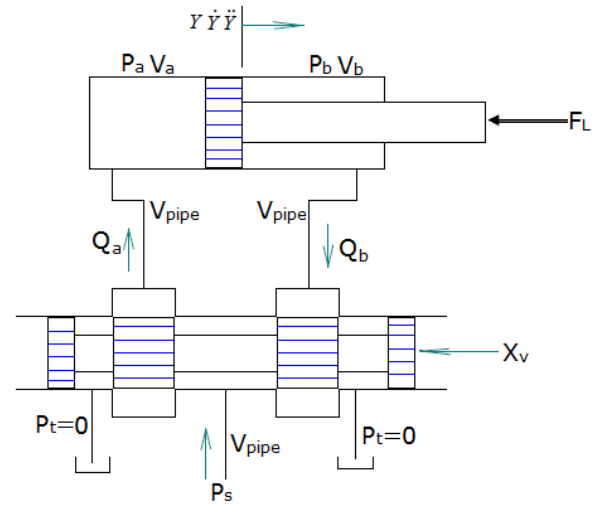 Y Ẏ Ÿ
Pa Va
Pb Vb
FL
Vpipe
Vpipe
Qa
Qb
Xv
Pt=0
Vpipe
Pt=0
Ps